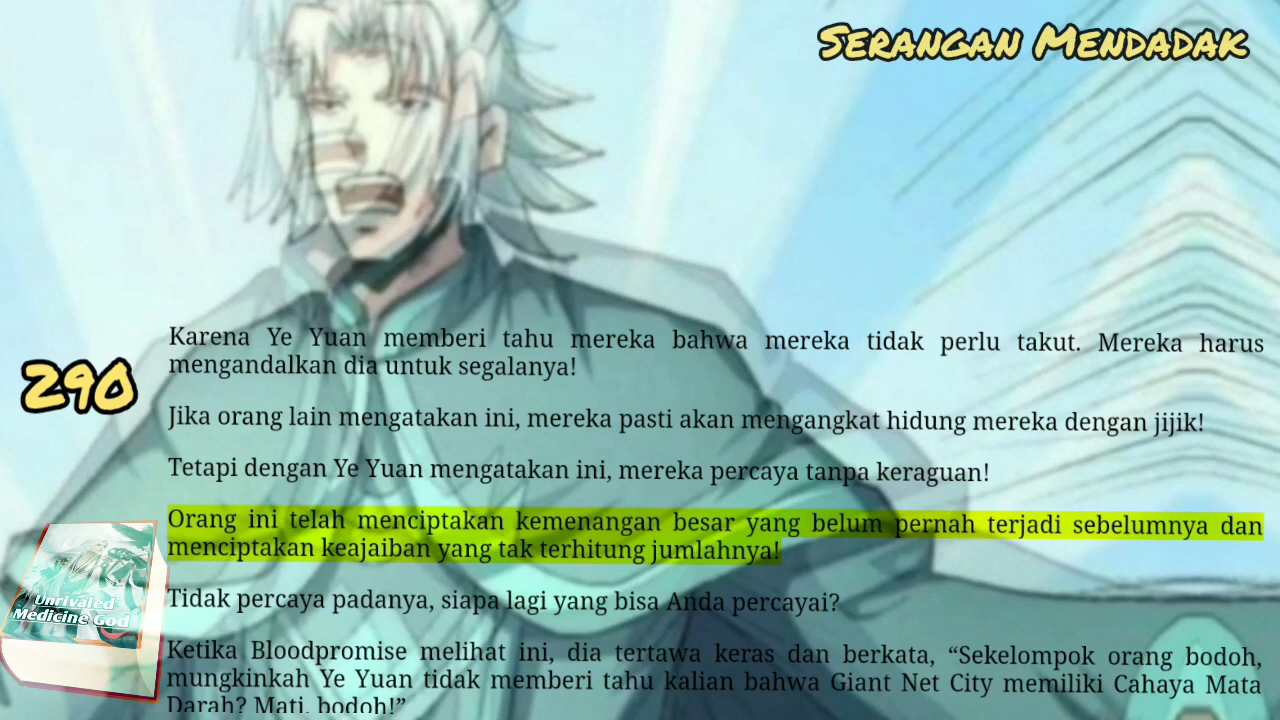 Serangan Mendadak
Karena Ye Yuan memberi tahu mereka bahwa mereka tidak perlu takut. Mereka harus
mengandalkan dia untuk segalanya!
290
Jika orang lain mengatakan ini, mereka pasti akan mengangkat hidung mereka dengan jijik!
Tetapi dengan Ye Yuan mengatakan ini, mereka percaya tanpa keraguan!
Orang ini telah menciptakan kemenangan besar yang belum pernah terjadi sebelumnya dan
menciptakan keajaiban yang tak terhitung jumlahnya!
Tidak percaya padanya, siapa lagi yang bisa Anda percayai?
Unrivaled
Medicine God
Ketika Bloodpromise melihat ini, dia tertawa keras dan berkata, “Sekelompok orang bodoh,
mungkinkah Ye Yuan tidak memberi tahu kalian bahwa Giant Net City memiliki Cahaya Mata
Darah? Mati, bodoh!”